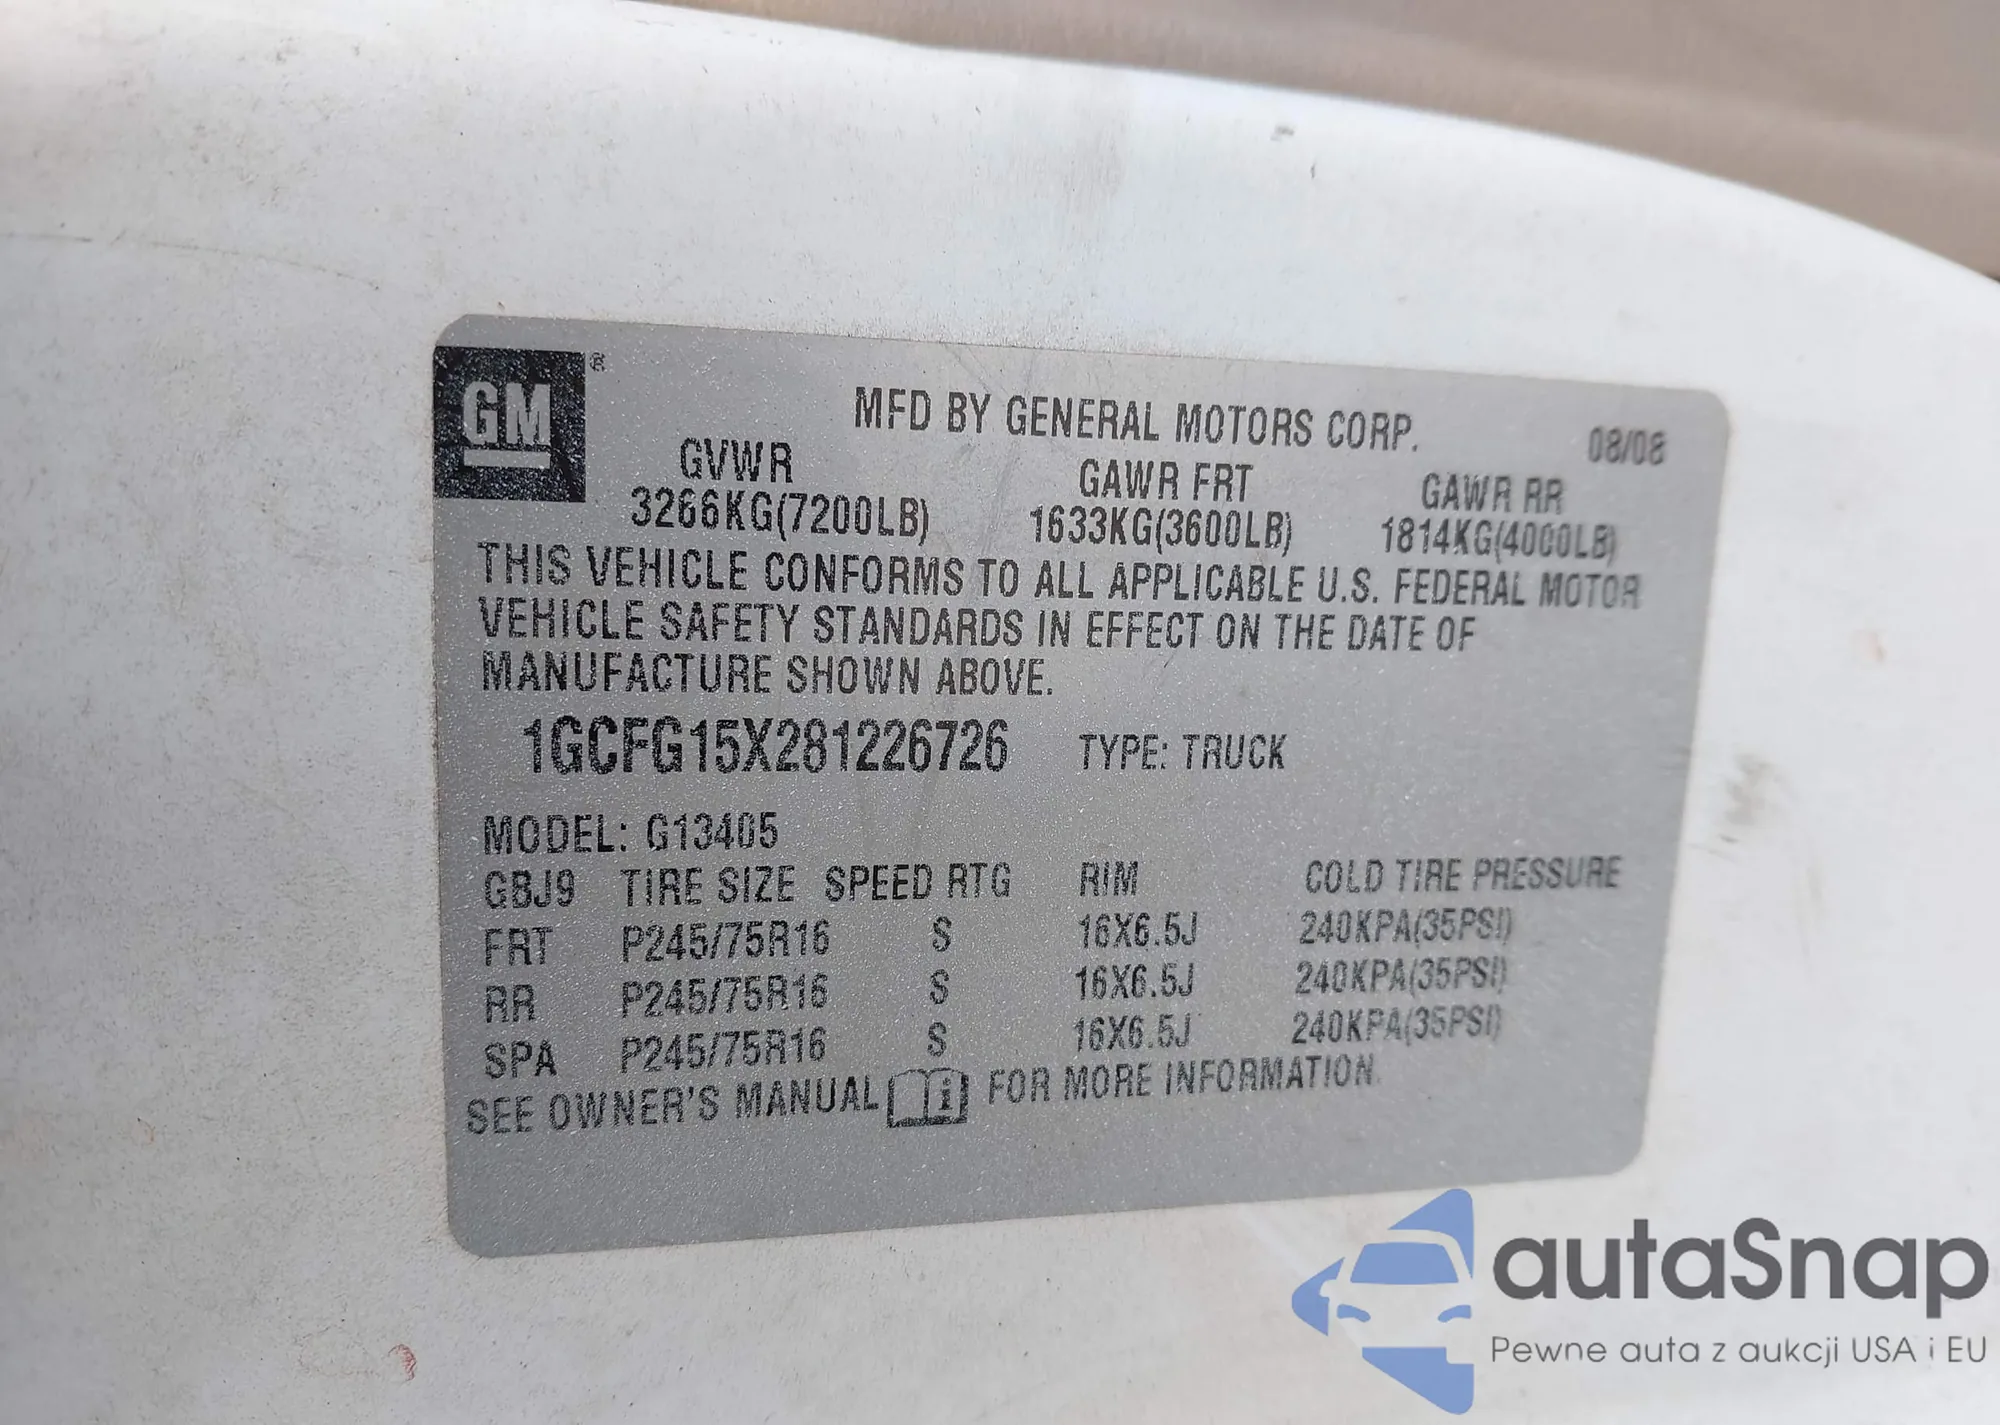 GM ®
MFD BY GENERAL MOTORS CORP. 08/08
GVWR GAWR FRT GAWR RR
3266KG(7200LB) 1633KG(3600LB) 1814KG(4000LB)
THIS VEHICLE CONFORMS TO ALL APPLICABLE U.S. FEDERAL MOTOR
VEHICLE SAFETY STANDARDS IN EFFECT ON THE DATE OF
MANUFACTURE SHOWN ABOVE.
1GCFG15X281226726 TYPE: TRUCK
MODEL: G13405
GBJ9 TIRE SIZE SPEED RTG RIM COLD TIRE PRESSURE
FRT P245/75R16 S 16X6.5J 240KPA(35PSI)
RR P245/75R16 S 16X6.5J 240KPA(35PSI)
SPA P245/75R16 S 16X6.5J 240KPA(35PSI)
SEE OWNER'S MANUAL i FOR MORE INFORMATION.
autaSnap
Pewne auta z aukcji USA i EU